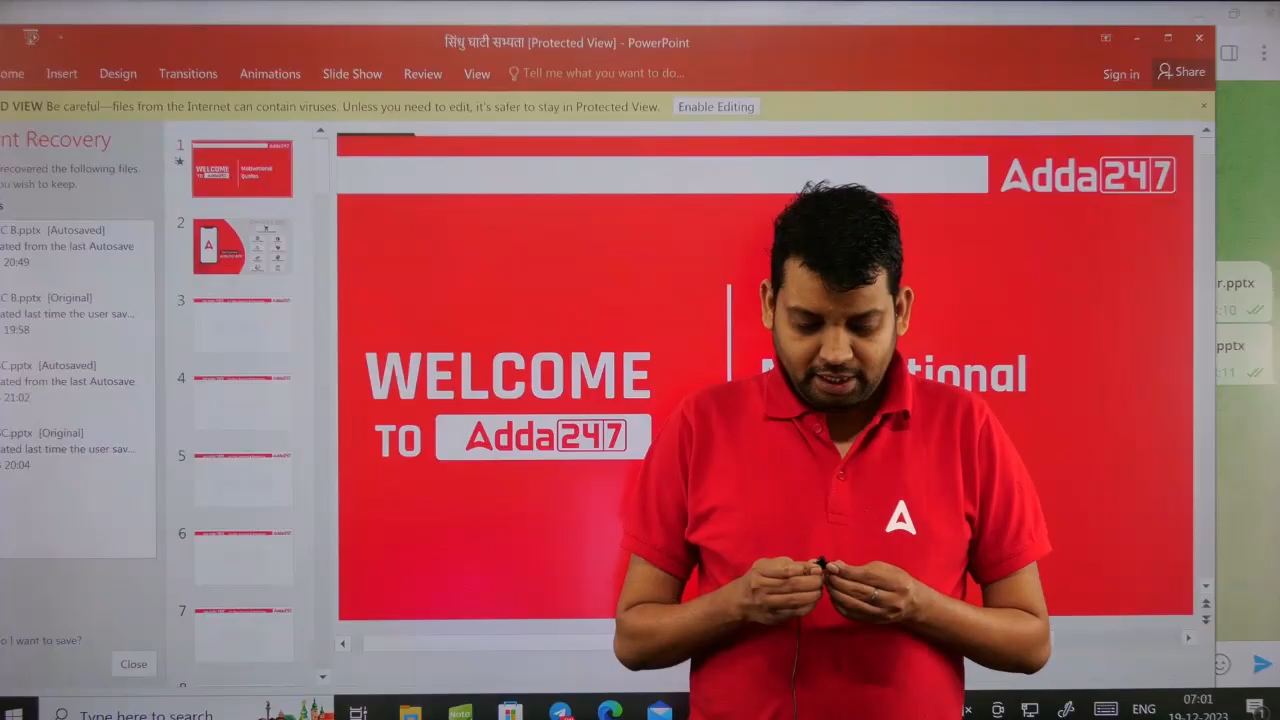 सिंधु घाटी सभ्यता [Protected View] - PowerPoint
ome Insert Design Transitions Animations Slide Show Review View Tell me what you want to do...
Sign in Share
D VIEW Be careful—files from the Internet can contain viruses. Unless you need to edit, it's safer to stay in Protected View. Enable Editing
nt Recovery
recovered the following files.
ou wish to keep.
s
C B.pptx [Autosaved]
ated from the last Autosave
20:49
C B.pptx [Original]
ated last time the user sav...
19:58
C.pptx [Autosaved]
ated from the last Autosave
21:02
C.pptx [Original]
ated last time the user sav...
20:04
o I want to save?
Close
1
WELCOME
Motivational
Quotes
2
3
4
5
6
7
Adda247
WELCOME
TO Adda247
M
ional
r.pptx
:10
pptx
:11
Type here to search
ENG
07:01
19-12-2023